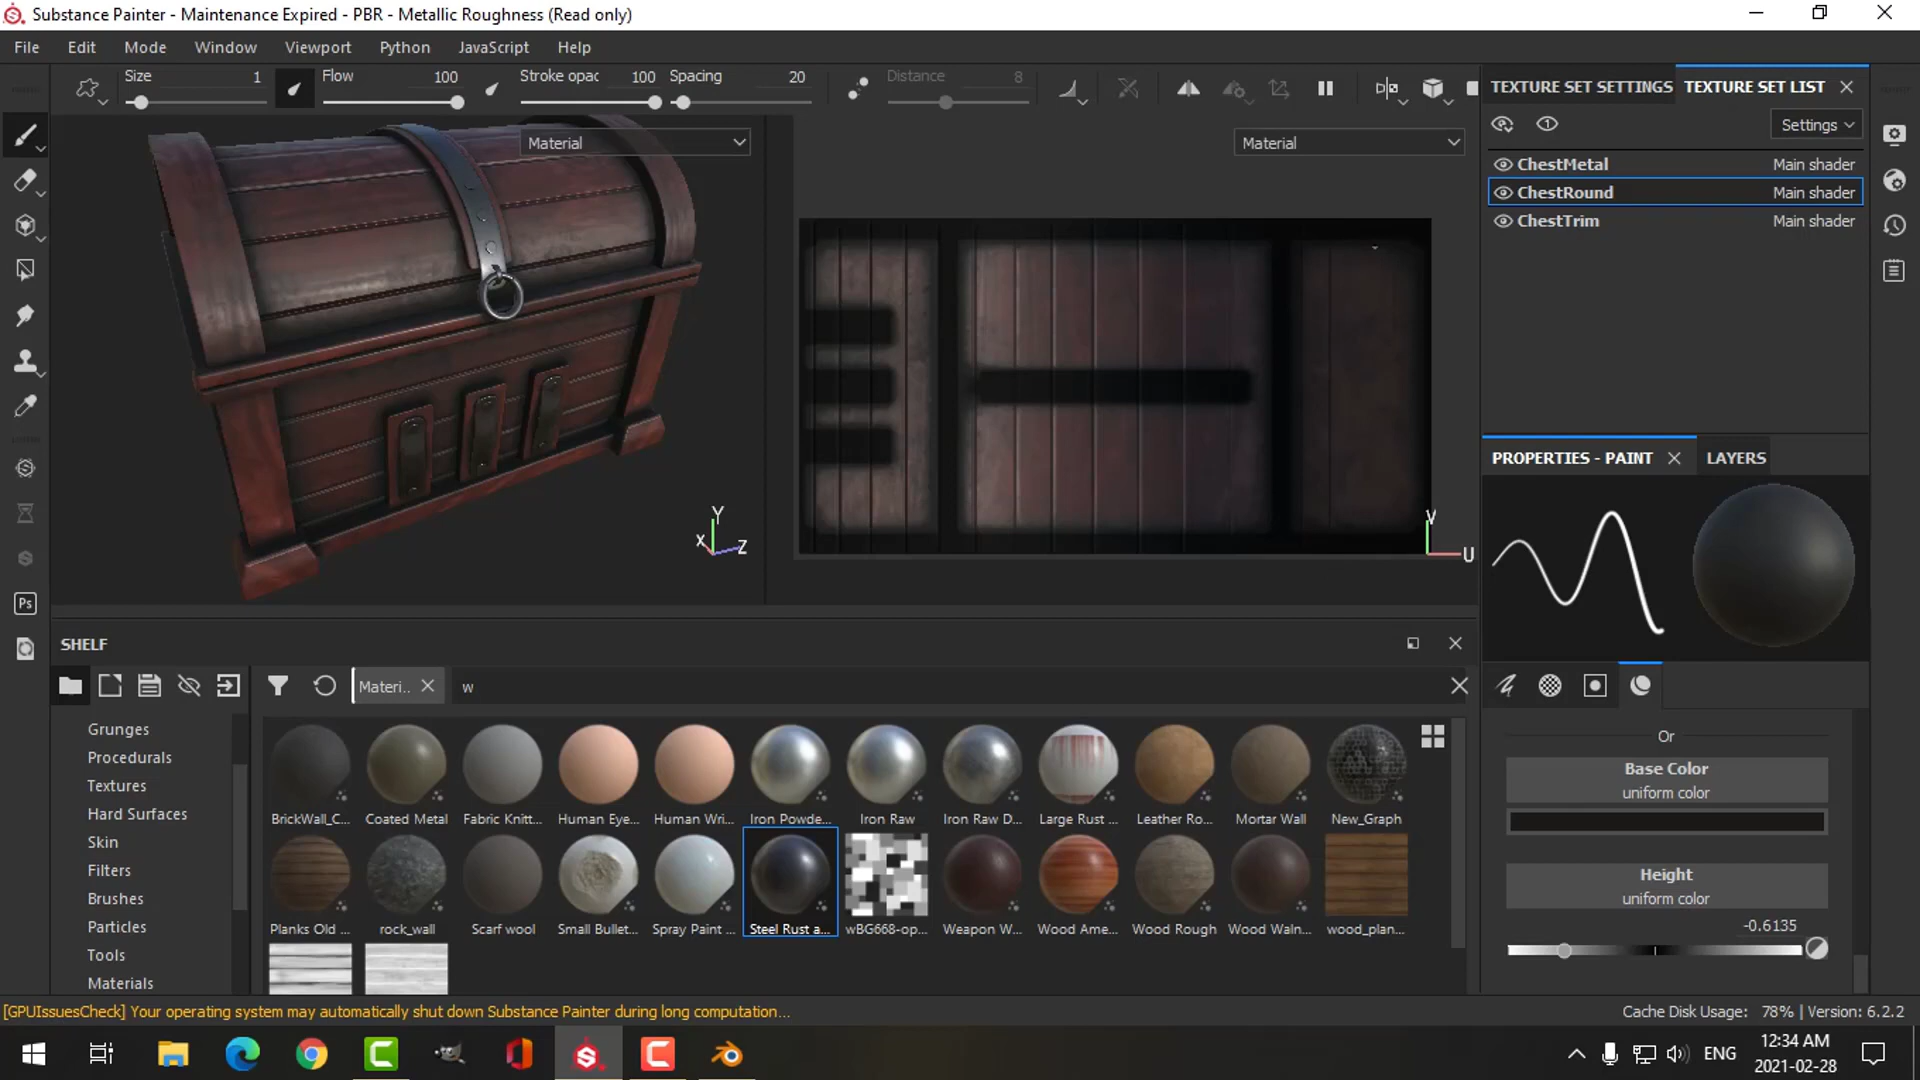 Substance Painter - Maintenance Expired - PBR - Metallic Roughness (Read only)
File Edit Mode Window Viewport Python JavaScript Help
Size 1 Flow 100 Stroke opac 100 Spacing 20 Distance 8
TEXTURE SET SETTINGS TEXTURE SET LIST
Settings
Material Material
ChestMetal Main shader
ChestRound Main shader
ChestTrim Main shader
PROPERTIES - PAINT LAYERS
Y
X
Z
V
U
Ps
SHELF
Materi.. w
Grunges
Procedurals
Textures
Hard Surfaces
Skin
Filters
Brushes
Particles
Tools
Materials
BrickWall_C... Coated Metal Fabric Knitt... Human Eye... Human Wri... Iron Powde... Iron Raw Iron Raw D... Large Rust ... Leather Ro... Mortar Wall New_Graph
Planks Old ... rock_wall Scarf wool Small Bullet... Spray Paint ... Steel Rust a... wBG668-op... Weapon W... Wood Ame... Wood Rough Wood Waln... wood_plan...
Or
Base Color
uniform color
Height
uniform color
-0.6135
[GPUIssuesCheck] Your operating system may automatically shut down Substance Painter during long computation...
Cache Disk Usage: 78% | Version: 6.2.2
ENG
12:34 AM
2021-02-28